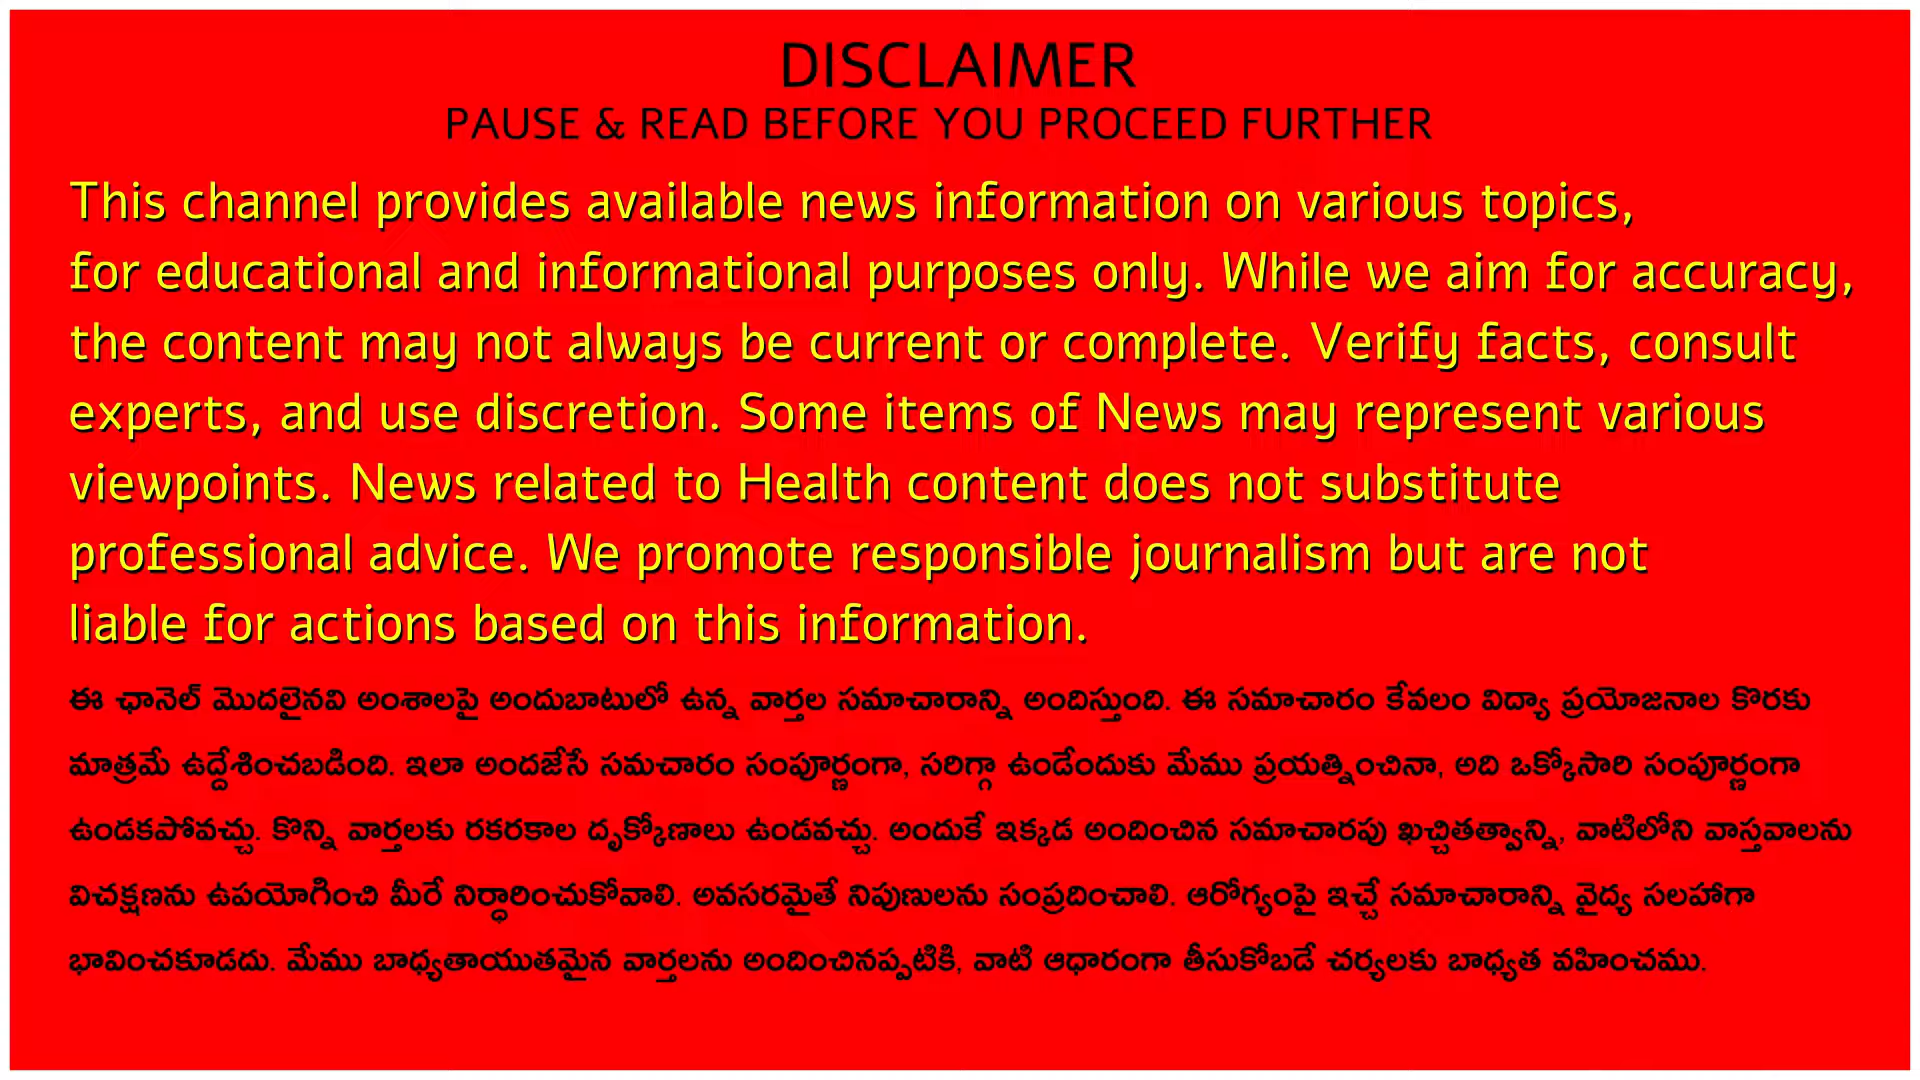 DISCLAIMER
PAUSE & READ BEFORE YOU PROCEED FURTHER
This channel provides available news information on various topics,
for educational and informational purposes only. While we aim for accuracy,
the content may not always be current or complete. Verify facts, consult
experts, and use discretion. Some items of News may represent various
viewpoints. News related to Health content does not substitute
professional advice. We promote responsible journalism but are not
liable for actions based on this information.
ఈ ఛానెల్ మొదలైనవి అంశాలపై అందుబాటులో ఉన్న వార్తల సమాచారాన్ని అందిస్తుంది. ఈ సమాచారం కేవలం విద్యా ప్రయోజనాల కొరకు
మాత్రమే ఉద్దేశించబడింది. ఇలా అందజేసే సమచారం సంపూర్ణంగా, సరిగ్గా ఉండేందుకు మేము ప్రయత్నించినా, అది ఒక్కోసారి సంపూర్ణంగా
ఉండకపోవచ్చు. కొన్ని వార్తలకు రకరకాల దృక్కోణాలు ఉండవచ్చు. అందుకే ఇక్కడ అందించిన సమాచారపు ఖచ్చితత్వాన్ని, వాటిలోని వాస్తవాలను
విచక్షణను ఉపయోగించి మీరే నిర్ధారించుకోవాలి. అవసరమైతే నిపుణులను సంప్రదించాలి. ఆరోగ్యంపై ఇచ్చే సమాచారాన్ని వైద్య సలహాగా
భావించకూడదు. మేము బాధ్యతాయుతమైన వార్తలను అందించినప్పటికి, వాటి ఆధారంగా తీసుకోబడే చర్యలకు బాధ్యత వహించము.